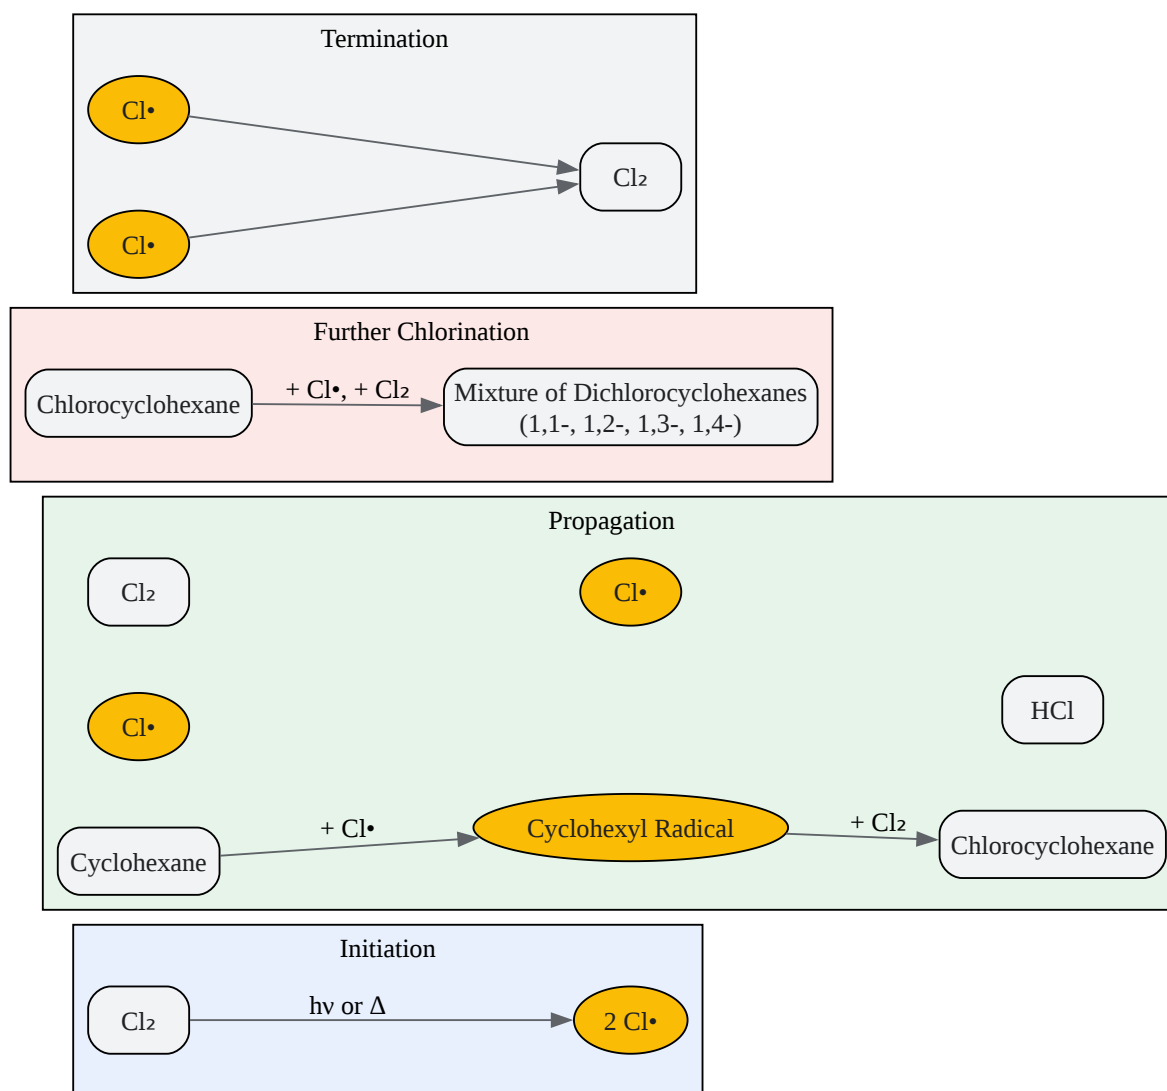 Termination
Cl•
Cl₂
Cl•
Further Chlorination
Chlorocyclohexane
+ Cl•, + Cl₂
Mixture of Dichlorocyclohexanes
(1,1-, 1,2-, 1,3-, 1,4-)
Propagation
Cl₂
Cl•
Cl•
HCl
Cyclohexane
+ Cl•
Cyclohexyl Radical
+ Cl₂
Chlorocyclohexane
Initiation
Cl₂
hν or Δ
2 Cl•